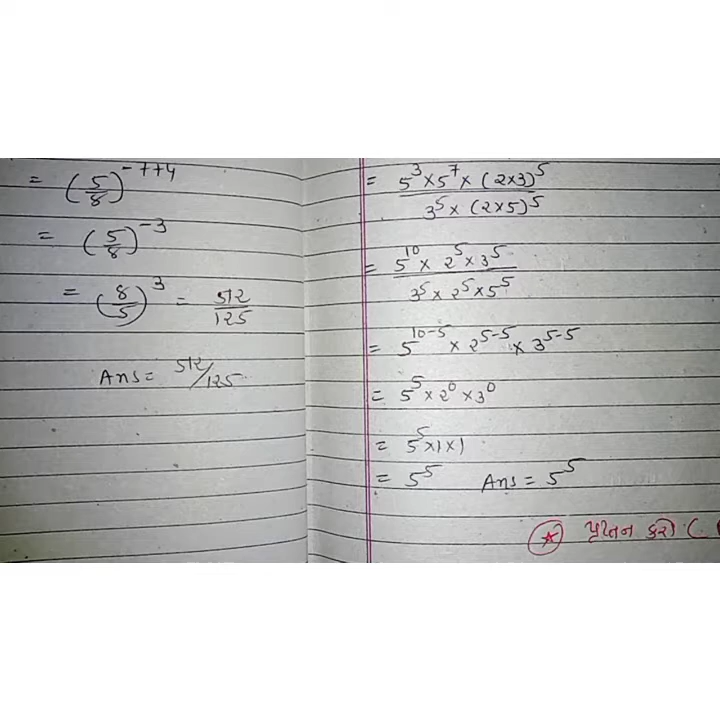 = (5/8)^-7+4
= (5/8)^-3
= (8/5)^3 = 512/125
Ans = 512/125
= 5^3 × 5^7 × (2×3)^5 / 3^5 × (2×5)^5
= 5^10 × 2^5 × 3^5 / 3^5 × 2^5 × 5^5
= 5^10-5 × 2^5-5 × 3^5-5
= 5^5 × 2^0 × 3^0
= 5^5 × 1 × 1
= 5^5 Ans = 5^5
કરો (